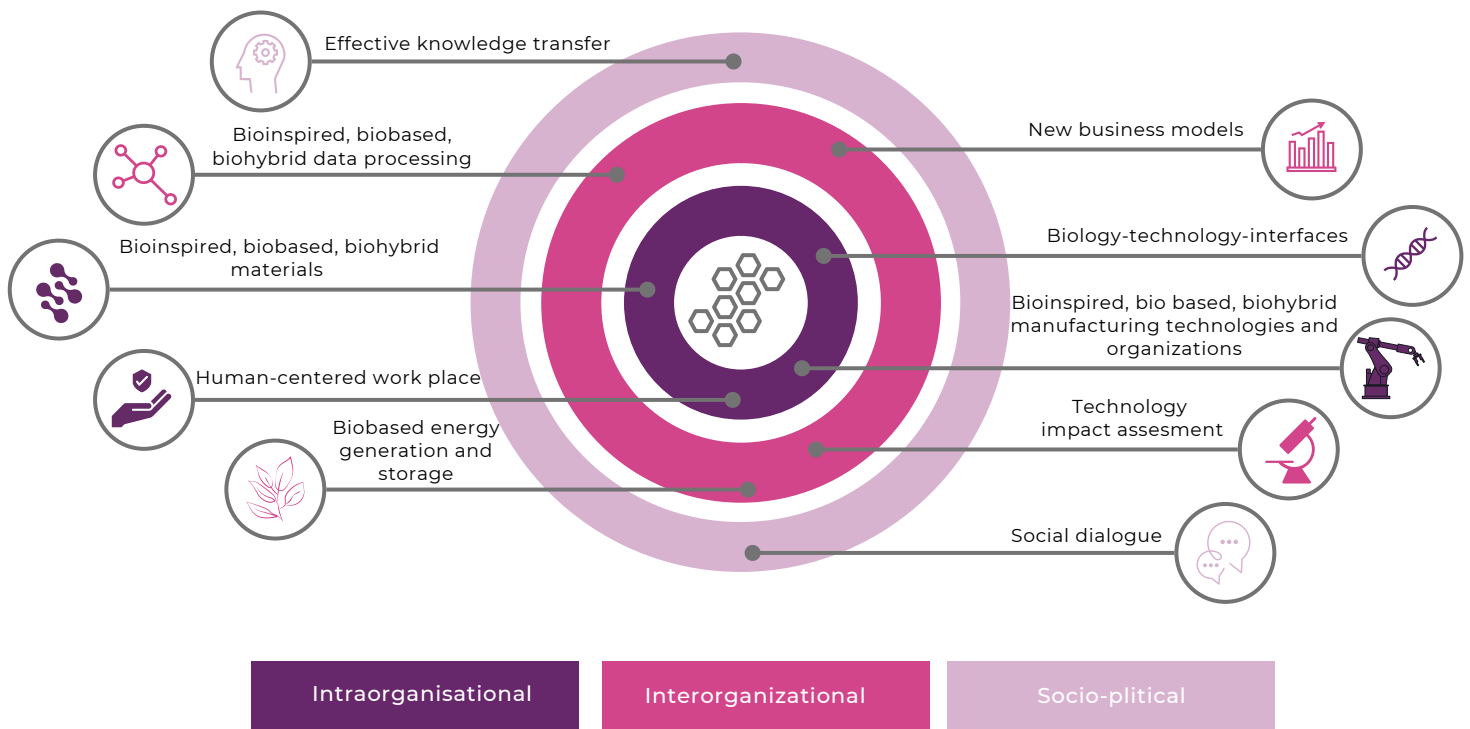 Effective knowledge transfer
Bioinspired, biobased,
biohybrid data processing
Bioinspired, biobased, biohybrid
materials
Human-centered work place
Biobased energy
generation and
storage
New business models
Biology-technology-interfaces
Bioinspired, bio based, biohybrid
manufacturing technologies and
organizations
Technology
impact assesment
Social dialogue
Intraorganisational
Interorganizational
Socio-plitical